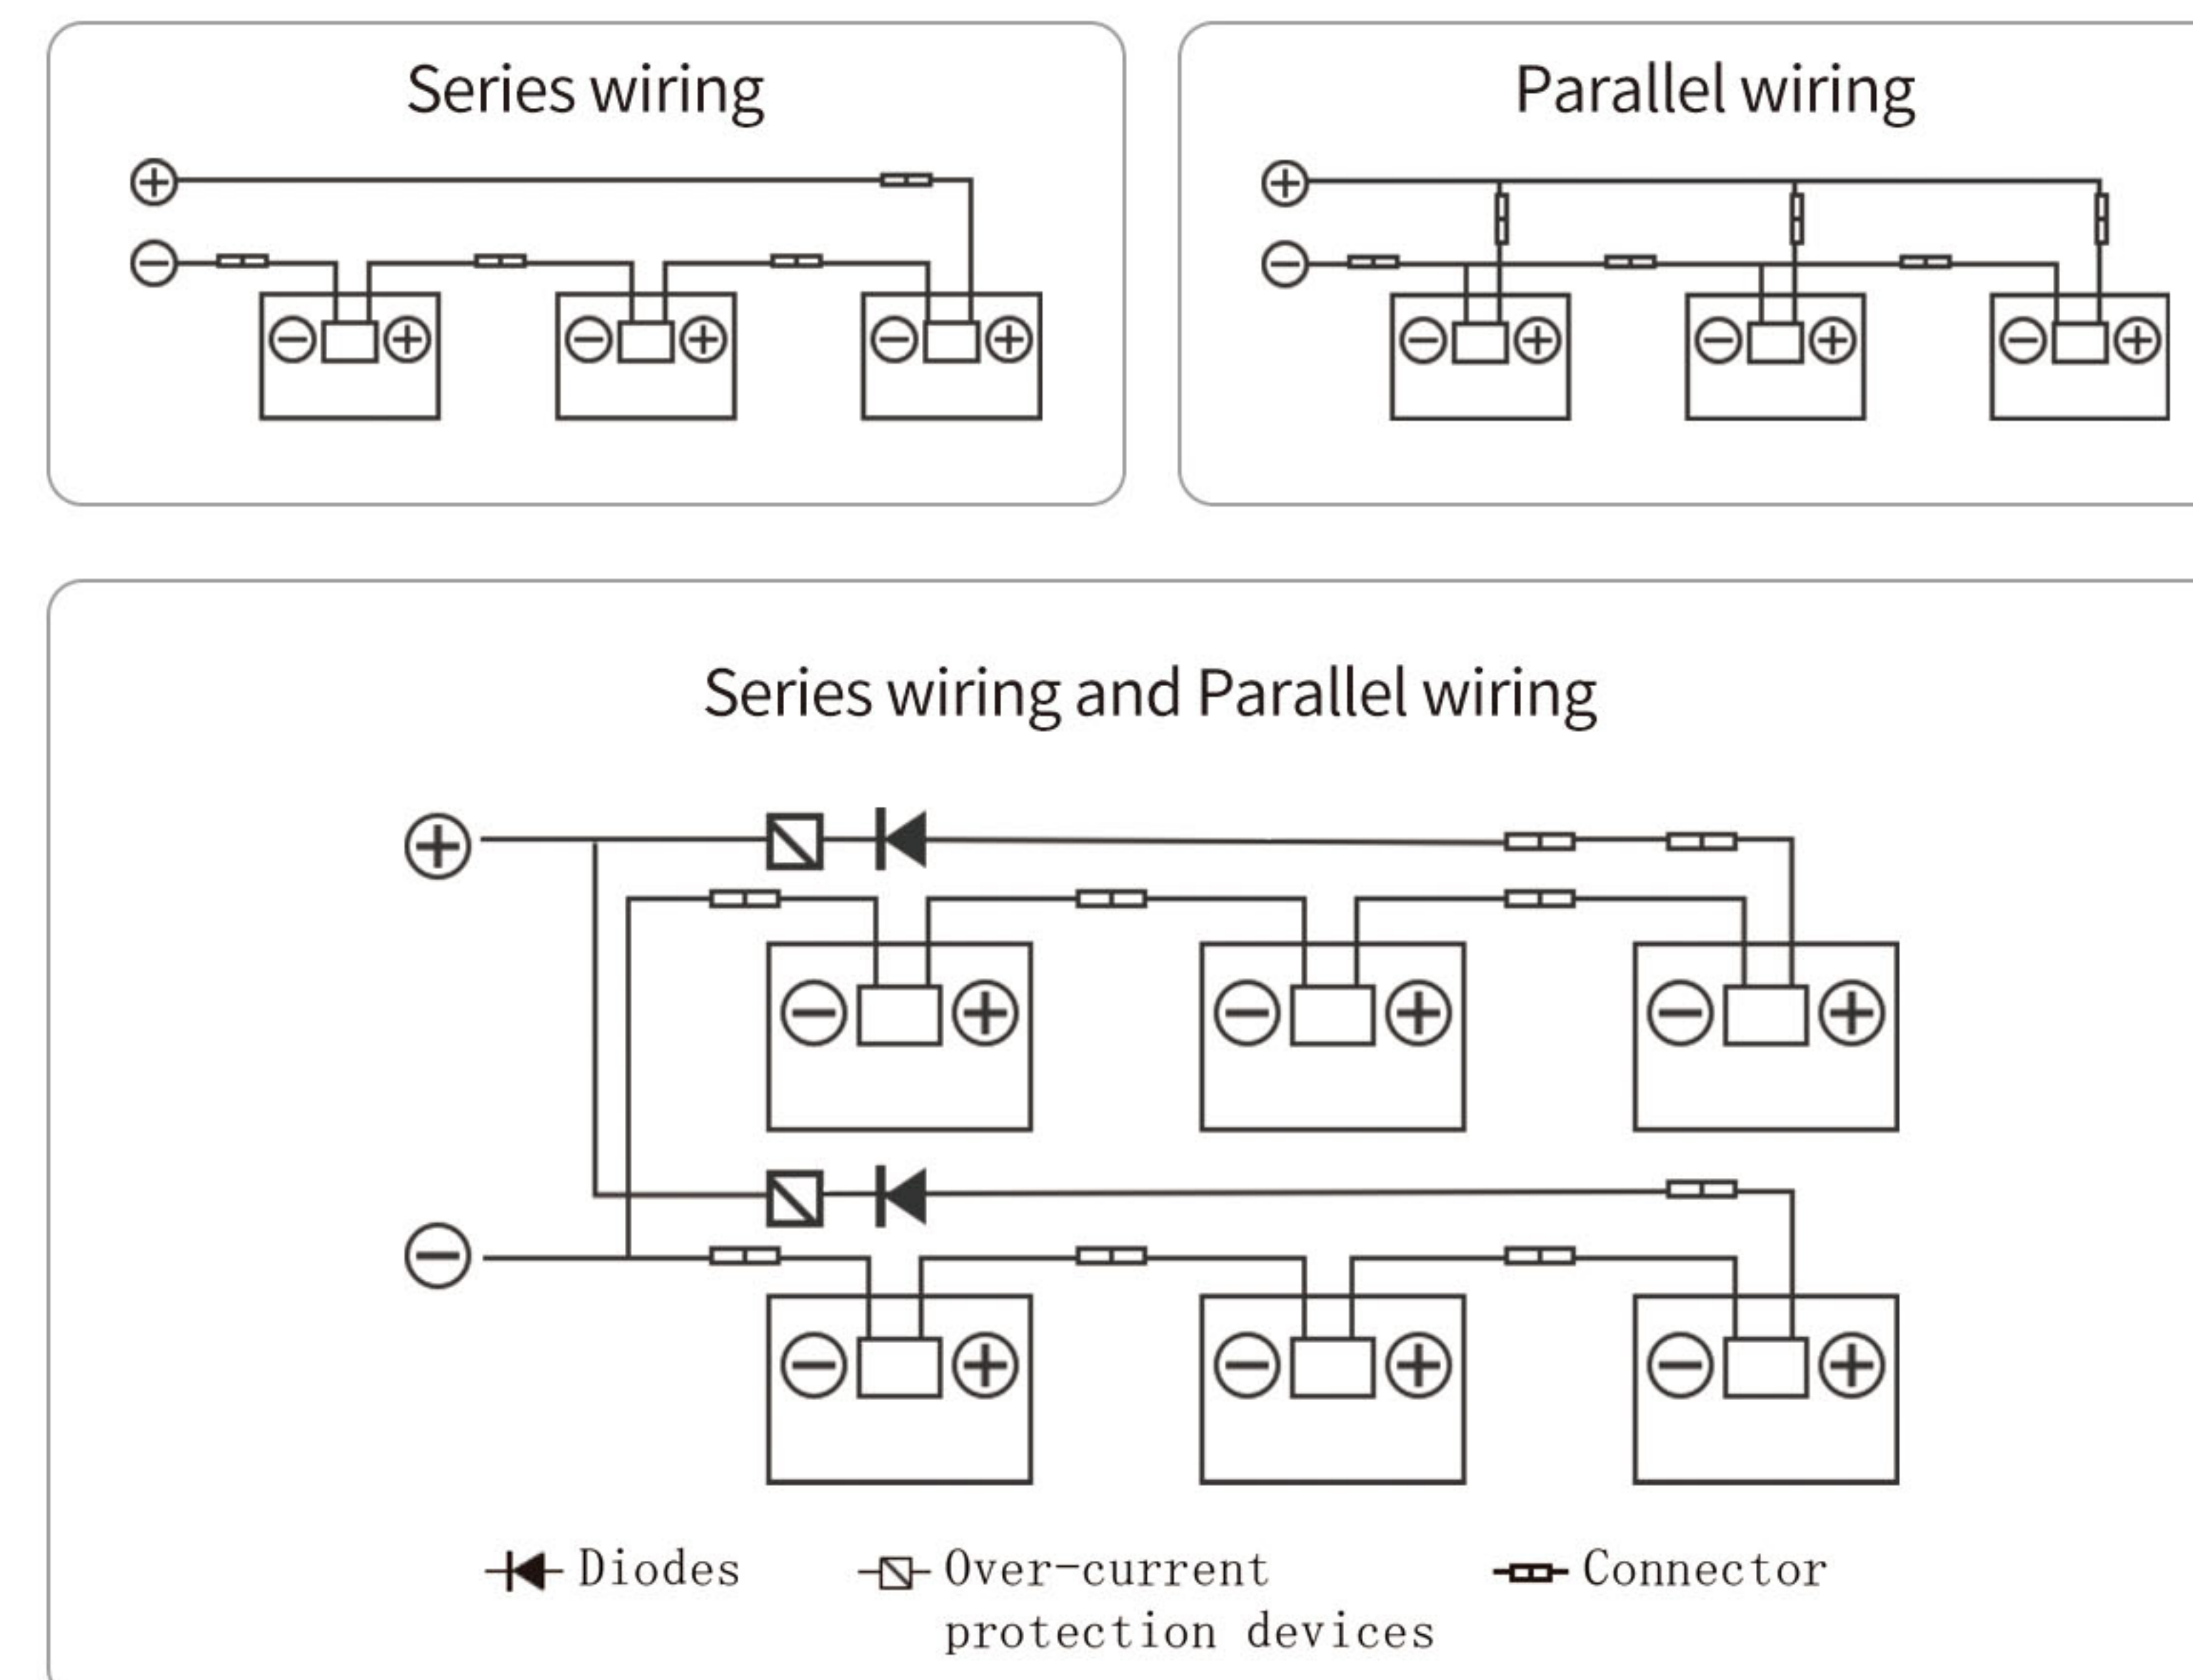 Series wiring
Parallel wiring
Series wiring and Parallel wiring
Diodes
Over-current
protection devices
Connector